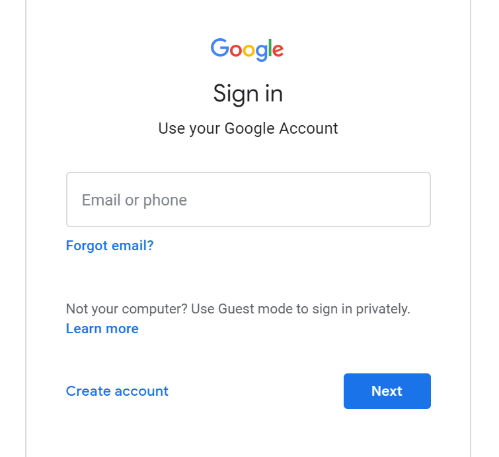 Google
Sign in
Use your Google Account
Email or phone
Forgot email?
Not your computer? Use Guest mode to sign in privately.
Learn more
Create account
Next